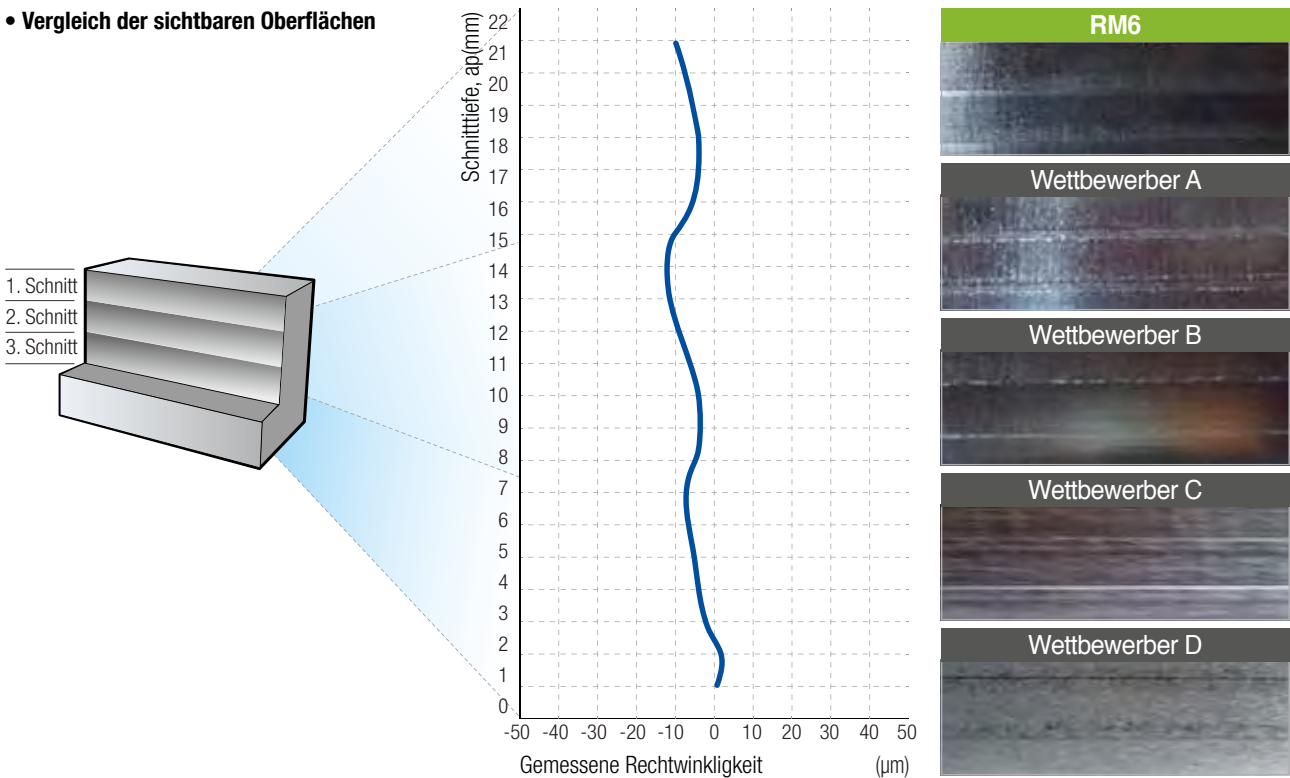 • Vergleich der sichtbaren Oberflächen
1. Schnitt
2. Schnitt
3. Schnitt
Schnitttiefe, ap(mm)
22
21
20
19
18
17
16
15
14
13
12
11
10
9
8
7
6
5
4
3
2
1
0
-50 -40 -30 -20 -10 0 10 20 30 40 50
Gemessene Rechtwinkligkeit (µm)
RM6
Wettbewerber A
Wettbewerber B
Wettbewerber C
Wettbewerber D